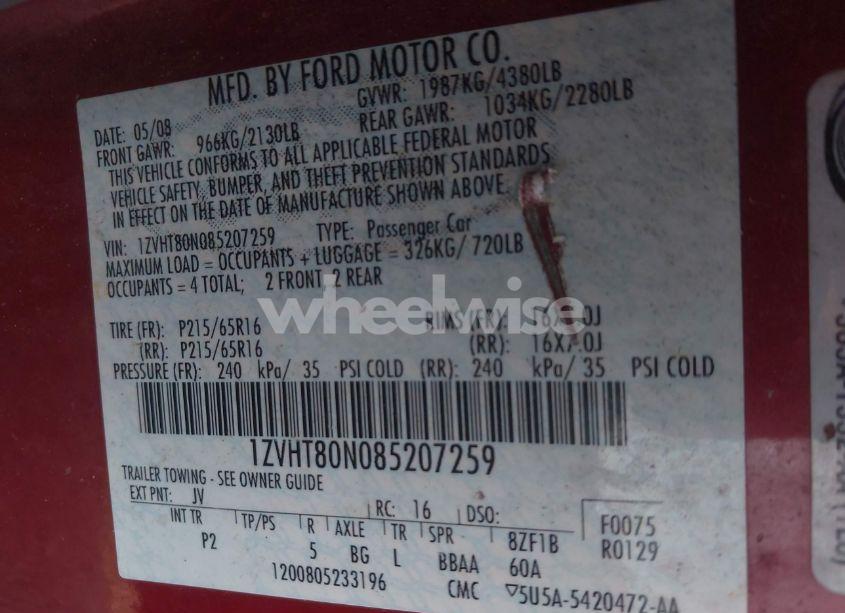 MFD. BY FORD MOTOR CO.
DATE: 05/08 GVWR: 1987KG/4380LB
FRONT GAWR: 966KG/2130LB REAR GAWR: 1034KG/2280LB
THIS VEHICLE CONFORMS TO ALL APPLICABLE FEDERAL MOTOR
VEHICLE SAFETY, BUMPER, AND THEFT PREVENTION STANDARDS
IN EFFECT ON THE DATE OF MANUFACTURE SHOWN ABOVE.
VIN: 1ZVHT80N085207259 TYPE: Passenger Car
MAXIMUM LOAD = OCCUPANTS + LUGGAGE = 326KG/ 720LB
OCCUPANTS = 4 TOTAL; 2 FRONT, 2 REAR
wheelwise
TIRE (FR): P215/65R16 RIMS (FR):
(RR): P215/65R16 (RR):
PRESSURE (FR): 240 kPa/ 35 PSI COLD (RR): 240 kPa/ 35 PSI COLD
1ZVHT80N085207259
TRAILER TOWING - SEE OWNER GUIDE
EXT PNT: JV RC: 16 DSO: F0075
INT TR TP/PS R AXLE TR SPR 8ZF1B R0129
P2 5 BG L BBAA 60A
1200805233196 CMC ▽5U5A-5420472-AA